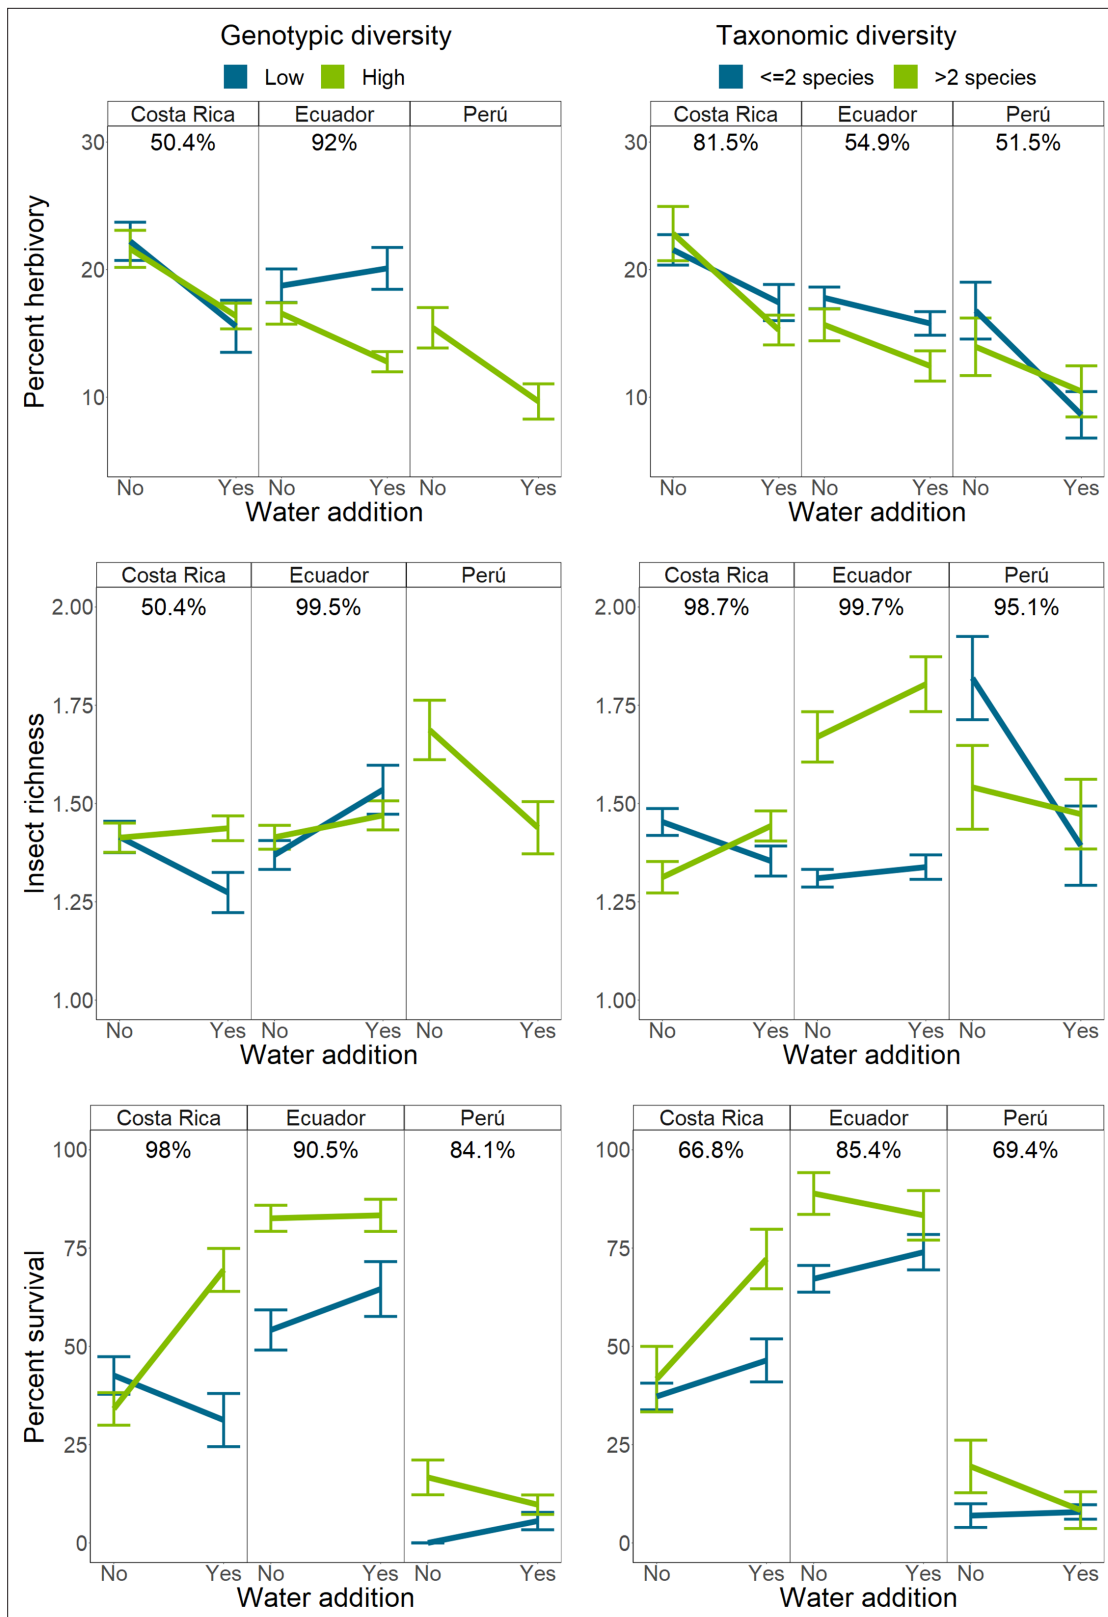 Genotypic diversity
Low High
Taxonomic diversity
<=2 species >2 species
Percent herbivory
Costa Rica Ecuador Perú
50.4% 92%
30
20
10
No Yes No Yes No Yes
Water addition
Costa Rica Ecuador Perú
81.5% 54.9% 51.5%
30
20
10
No Yes No Yes No Yes
Water addition
Insect richness
Costa Rica Ecuador Perú
50.4% 99.5%
2.00
1.75
1.50
1.25
1.00
No Yes No Yes No Yes
Water addition
Costa Rica Ecuador Perú
98.7% 99.7% 95.1%
2.00
1.75
1.50
1.25
1.00
No Yes No Yes No Yes
Water addition
Percent survival
Costa Rica Ecuador Perú
98% 90.5% 84.1%
100
75
50
25
0
No Yes No Yes No Yes
Water addition
Costa Rica Ecuador Perú
66.8% 85.4% 69.4%
100
75
50
25
0
No Yes No Yes No Yes
Water addition